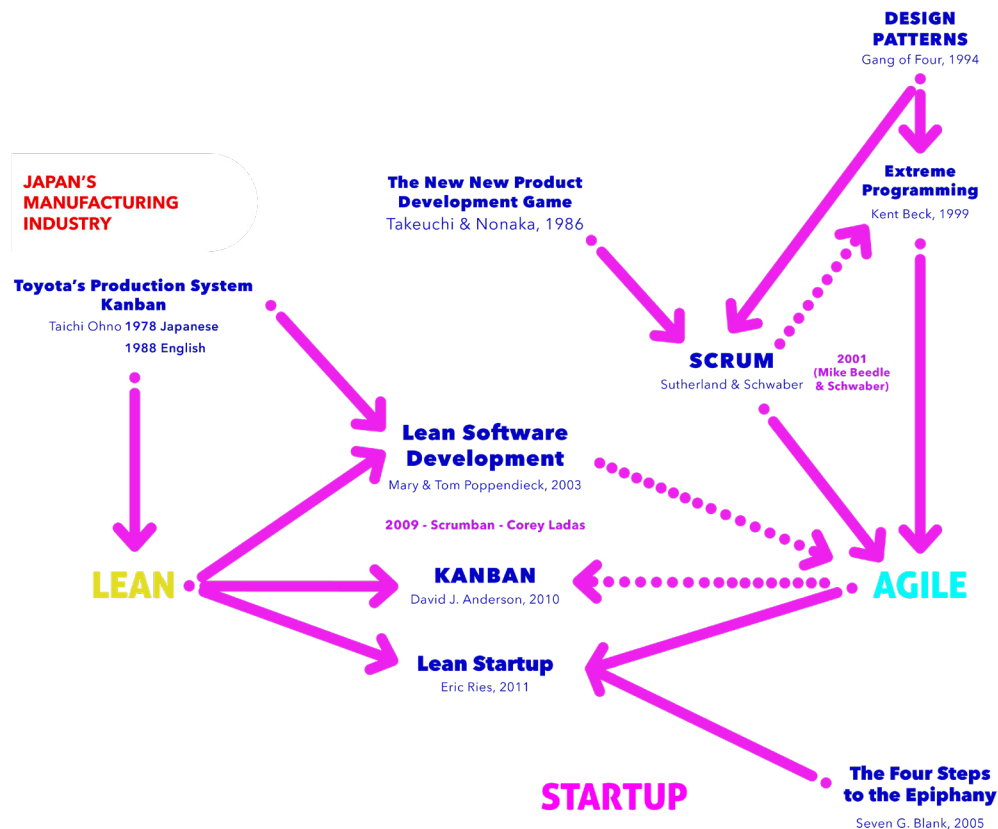 DESIGN
PATTERNS
Gang of Four, 1994
JAPAN'S
MANUFACTURING
INDUSTRY
The New New Product
Development Game
Takeuchi & Nonaka, 1986
Extreme
Programming
Kent Beck, 1999
Toyota's Production System
Kanban
Taichi Ohno 1978 Japanese
1988 English
SCRUM
Sutherland & Schwaber
2001
(Mike Beedle
& Schwaber)
Lean Software
Development
Mary & Tom Poppendieck, 2003
2009 - Scrumban - Corey Ladas
LEAN
KANBAN
David J. Anderson, 2010
AGILE
Lean Startup
Eric Ries, 2011
STARTUP
The Four Steps
to the Epiphany
Seven G. Blank, 2005